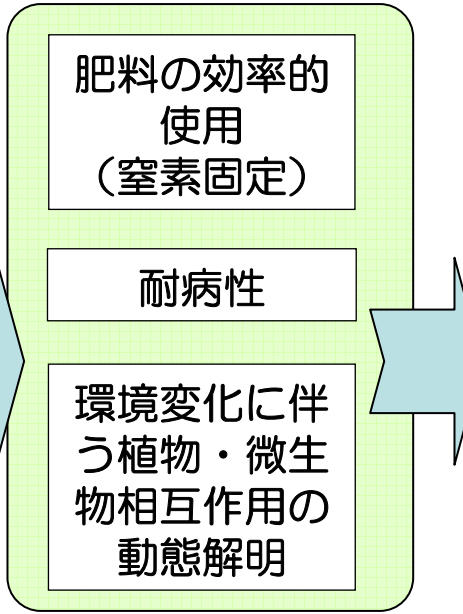 肥料の効率的
使用
（窒素固定）
耐病性
環境変化に伴
う植物・微生
物相互作用の
動態解明